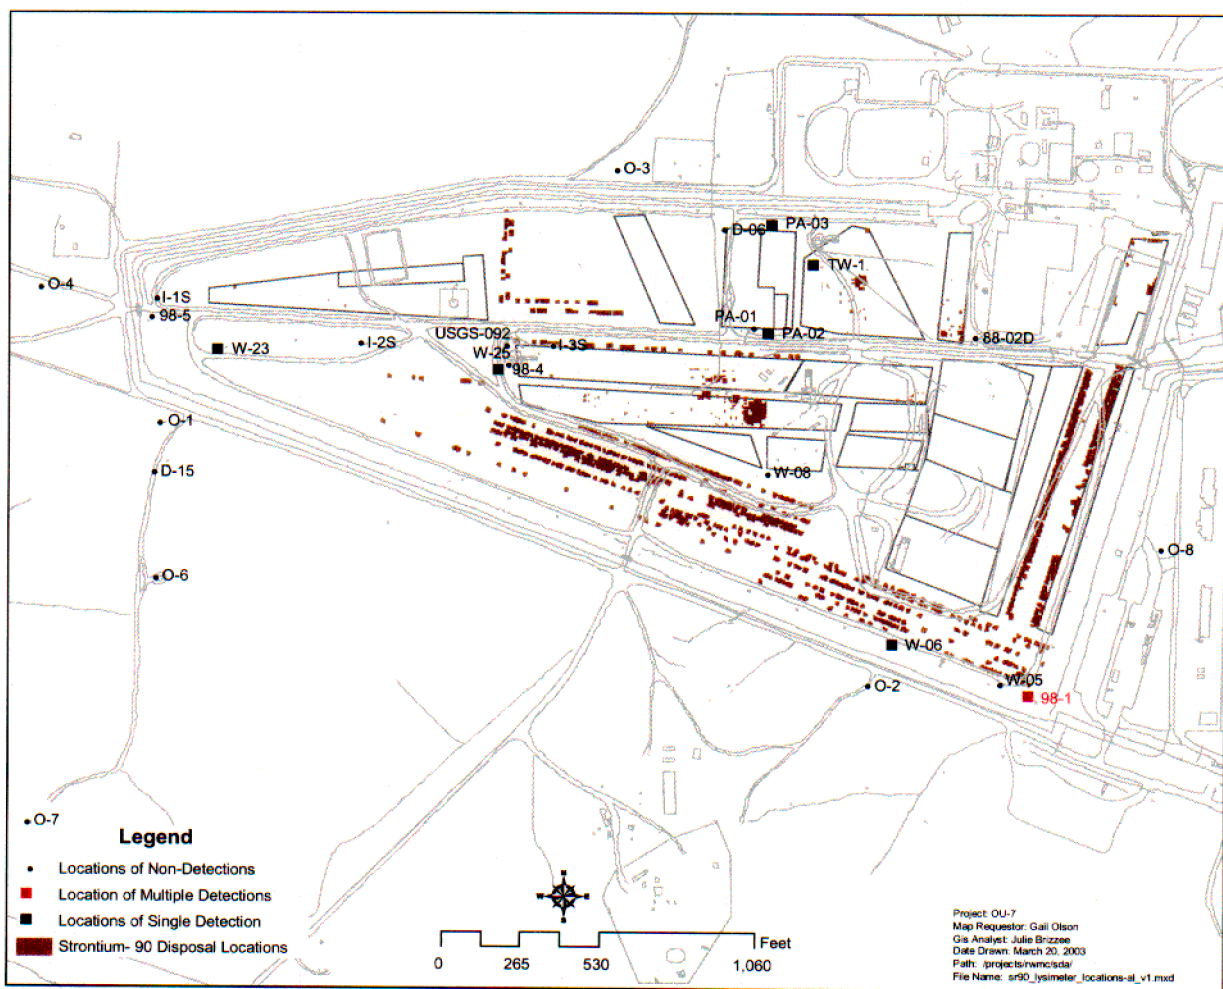 O-3
PA-03
D-06
TW-1
O-4
I-1S
98-5
PA-01
PA-02
USGS-092
I-2S
I-3S
88-02D
W-23
W-25
98-4
O-1
D-15
W-08
O-8
O-6
W-06
W-05
O-2
98-1
O-7
Legend
Locations of Non-Detections
Location of Multiple Detections
Locations of Single Detection
Strontium- 90 Disposal Locations
N
W
E
S
Feet
0 265 530 1,060
Project: OU-7
Map Requestor: Gail Olson
Gis Analyst: Julie Brizzee
Date Drawn: March 20, 2003
Path: /projects/rwmc/sda/
File Name: sr90_lysimeter_locations-al_v1.mxd